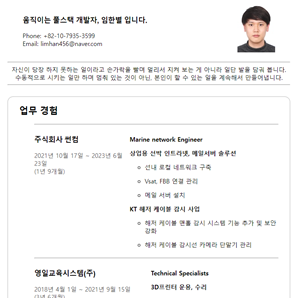 움직이는 풀스택 개발자, 임한별 입니다.
Phone: +82-10-7935-3599
Email: limhan456@naver.com
자신이 당장 하지 못하는 일이라고 손가락을 빨며 멀리서 지켜 보는 게 아니라 일단 발을 담궈 봅니다.
수동적으로 시키는 일만 하며 멈춰 있는 것이 아닌, 본인이 할 수 있는 일을 계속해서 만들어냅니다.
업무 경험
주식회사 썬컴
2021년 10월 17일 ~ 2023년 6월
23일
(1년 9개월)
Marine network Engineer
상업용 선박 인트라넷, 메일서버 솔루션
선내 로컬 네트워크 구축
Vsat, FBB 연결 관리
메일 서버 설치
KT 해저 케이블 감시 사업
해저 케이블 맨홀 감시 시스템 기능 추가 및 보안
강화
해저 케이블 감시선 카메라 단말기 관리
영일교육시스템(주)
2018년 4월 1일 ~ 2021년 9월 15일
Technical Specialists
3D프린터 운용, 수리